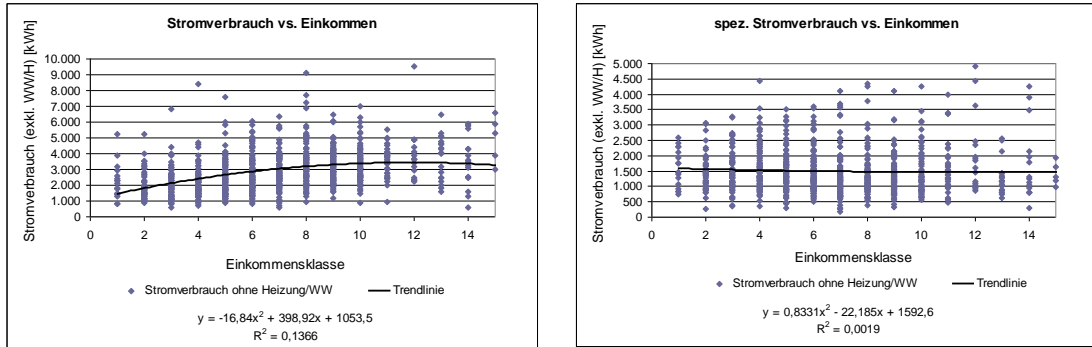 Stromverbrauch vs. Einkommen
Stromverbrauch (exkl. WW/H) [kWh]
10.000
9.000
8.000
7.000
6.000
5.000
4.000
3.000
2.000
1.000
0
0 2 4 6 8 10 12 14
Einkommensklasse
Stromverbrauch ohne Heizung/WW Trendlinie
y = -16,84x² + 398,92x + 1053,5
R² = 0,1366
spez. Stromverbrauch vs. Einkommen
Stromverbrauch (exkl. WW/H) [kWh]
5.000
4.500
4.000
3.500
3.000
2.500
2.000
1.500
1.000
500
0
0 2 4 6 8 10 12 14
Einkommensklasse
Stromverbrauch ohne Heizung/WW Trendlinie
y = 0,8331x² - 22,185x + 1592,6
R² = 0,0019